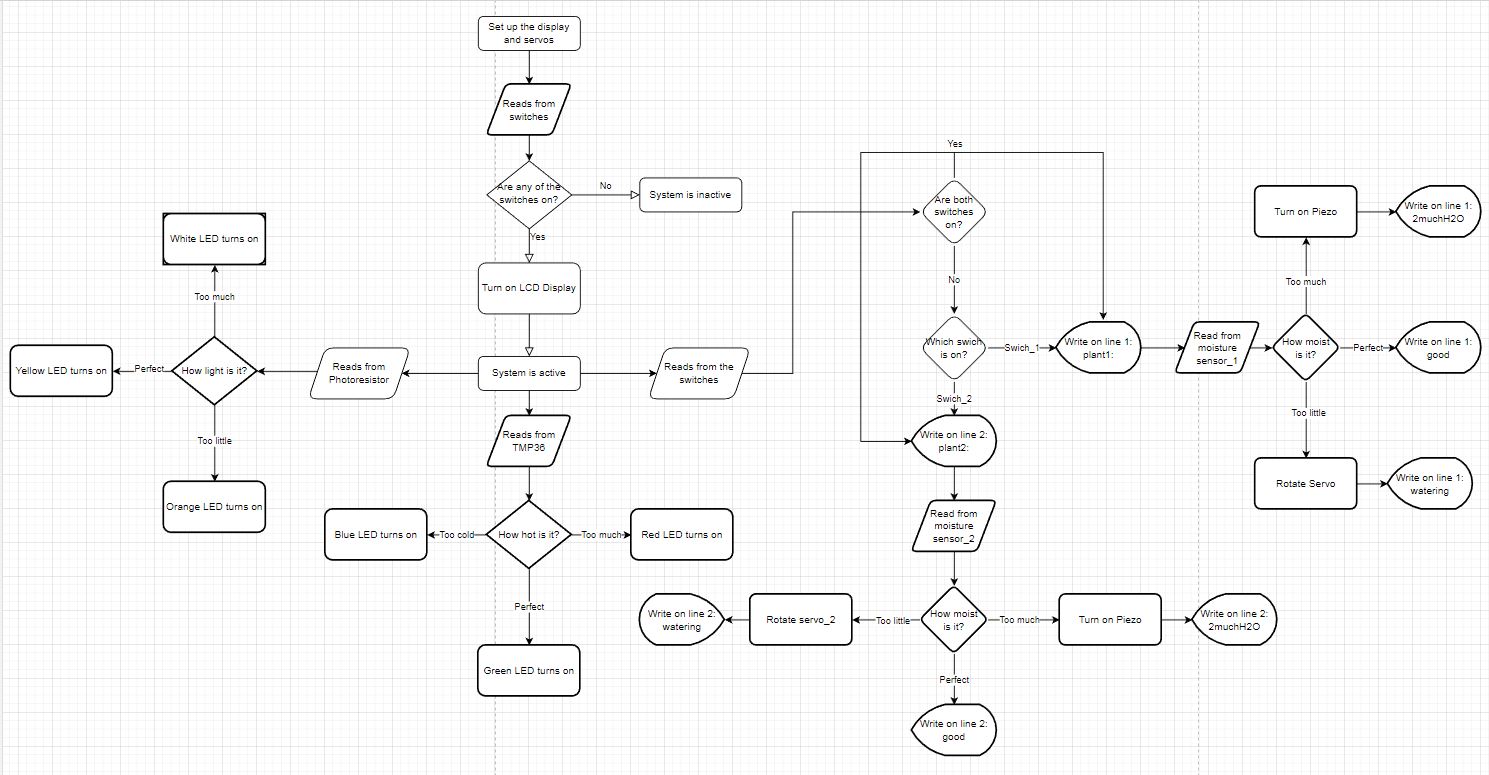 Set up the display
and servos
Reads from
switches
Are any of the
switches on?
No
System is inactive
Yes
Turn on LCD Display
System is active
Reads from
Photoresistor
How light is it?
Too much
White LED turns on
Perfect
Yellow LED turns on
Too little
Orange LED turns on
Reads from
TMP36
How hot is it?
Too cold
Blue LED turns on
Too much
Red LED turns on
Perfect
Green LED turns on
Reads from the
switches
Are both
switches
on?
Yes
No
Which swich
is on?
Swich_1
Write on line 1:
plant1:
Read from
moisture
sensor_1
How moist
is it?
Too much
Turn on Piezo
Write on line 1:
2muchH2O
Perfect
Write on line 1:
good
Too little
Rotate Servo
Write on line 1:
watering
Swich_2
Write on line 2:
plant2:
Read from
moisture
sensor_2
How moist
is it?
Too little
Rotate servo_2
Write on line 2:
watering
Too much
Turn on Piezo
Write on line 2:
2muchH2O
Perfect
Write on line 2:
good